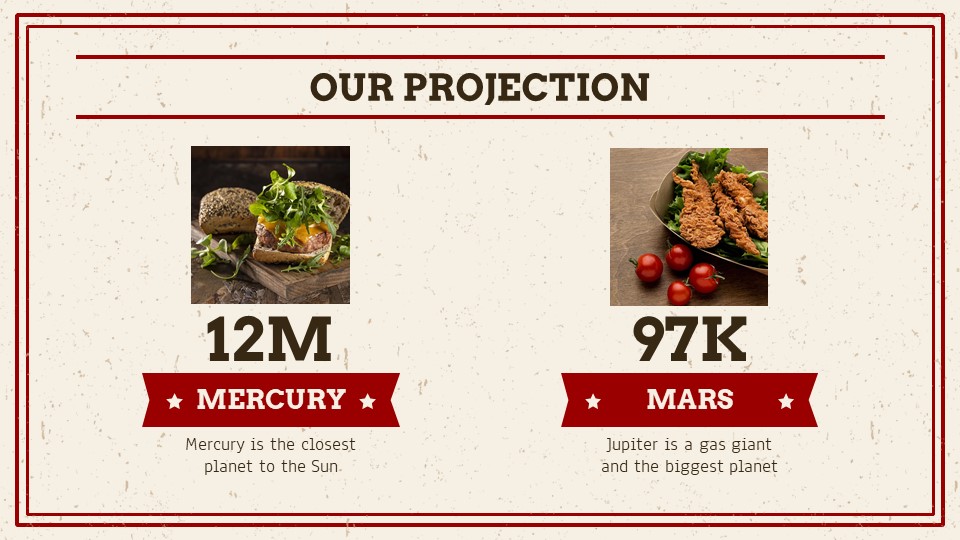 OUR PROJECTION
12M
MERCURY
Mercury is the closest
planet to the Sun
97K
MARS
Jupiter is a gas giant
and the biggest planet